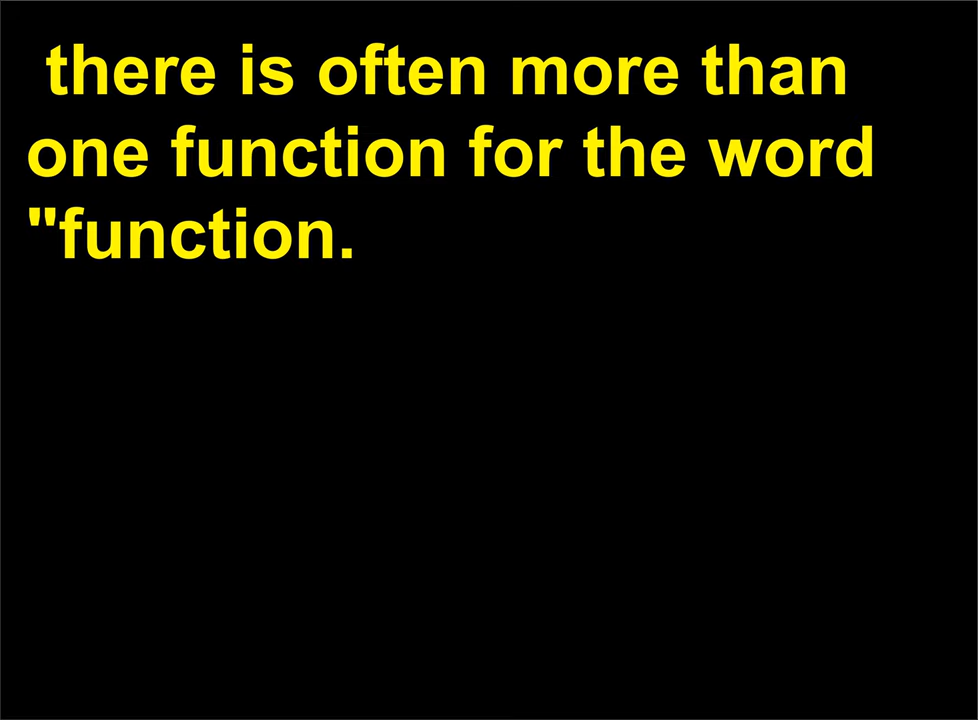 there is often more than
one function for the word
"function.